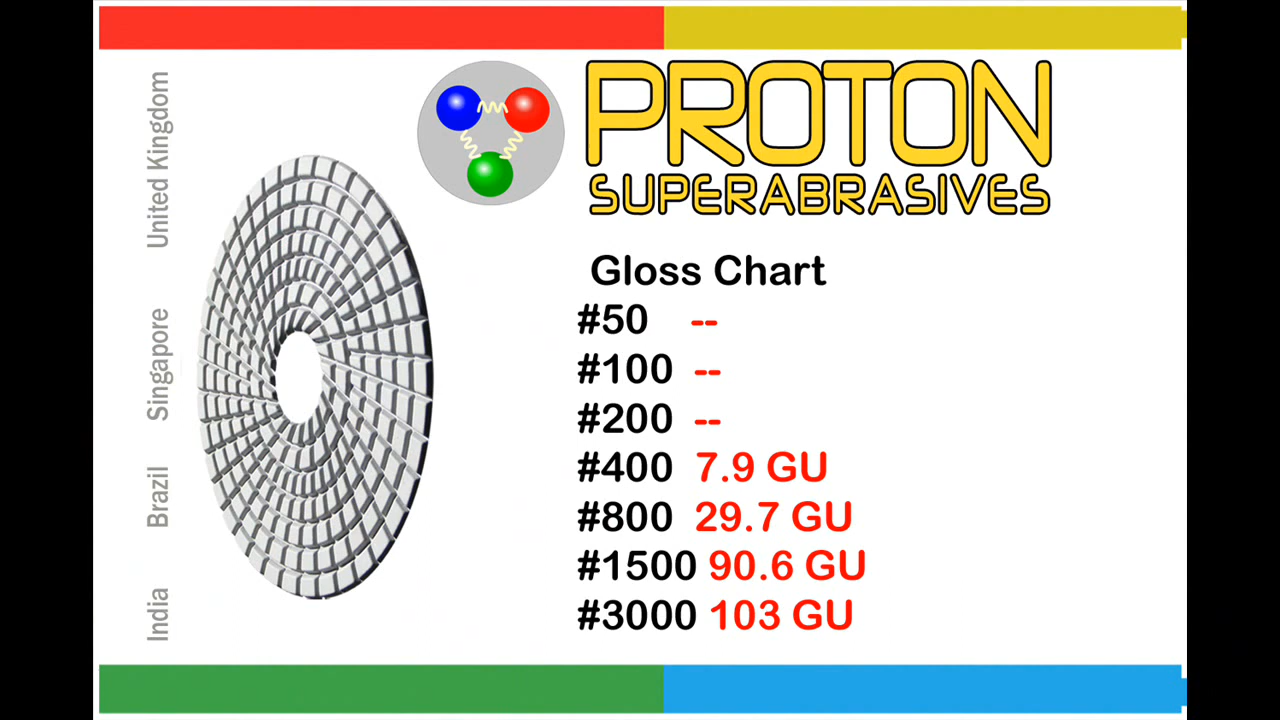 PROTON
SUPERABRASIVES
United Kingdom
Singapore
Brazil
India
Gloss Chart
#50 --
#100 --
#200 --
#400 7.9 GU
#800 29.7 GU
#1500 90.6 GU
#3000 103 GU